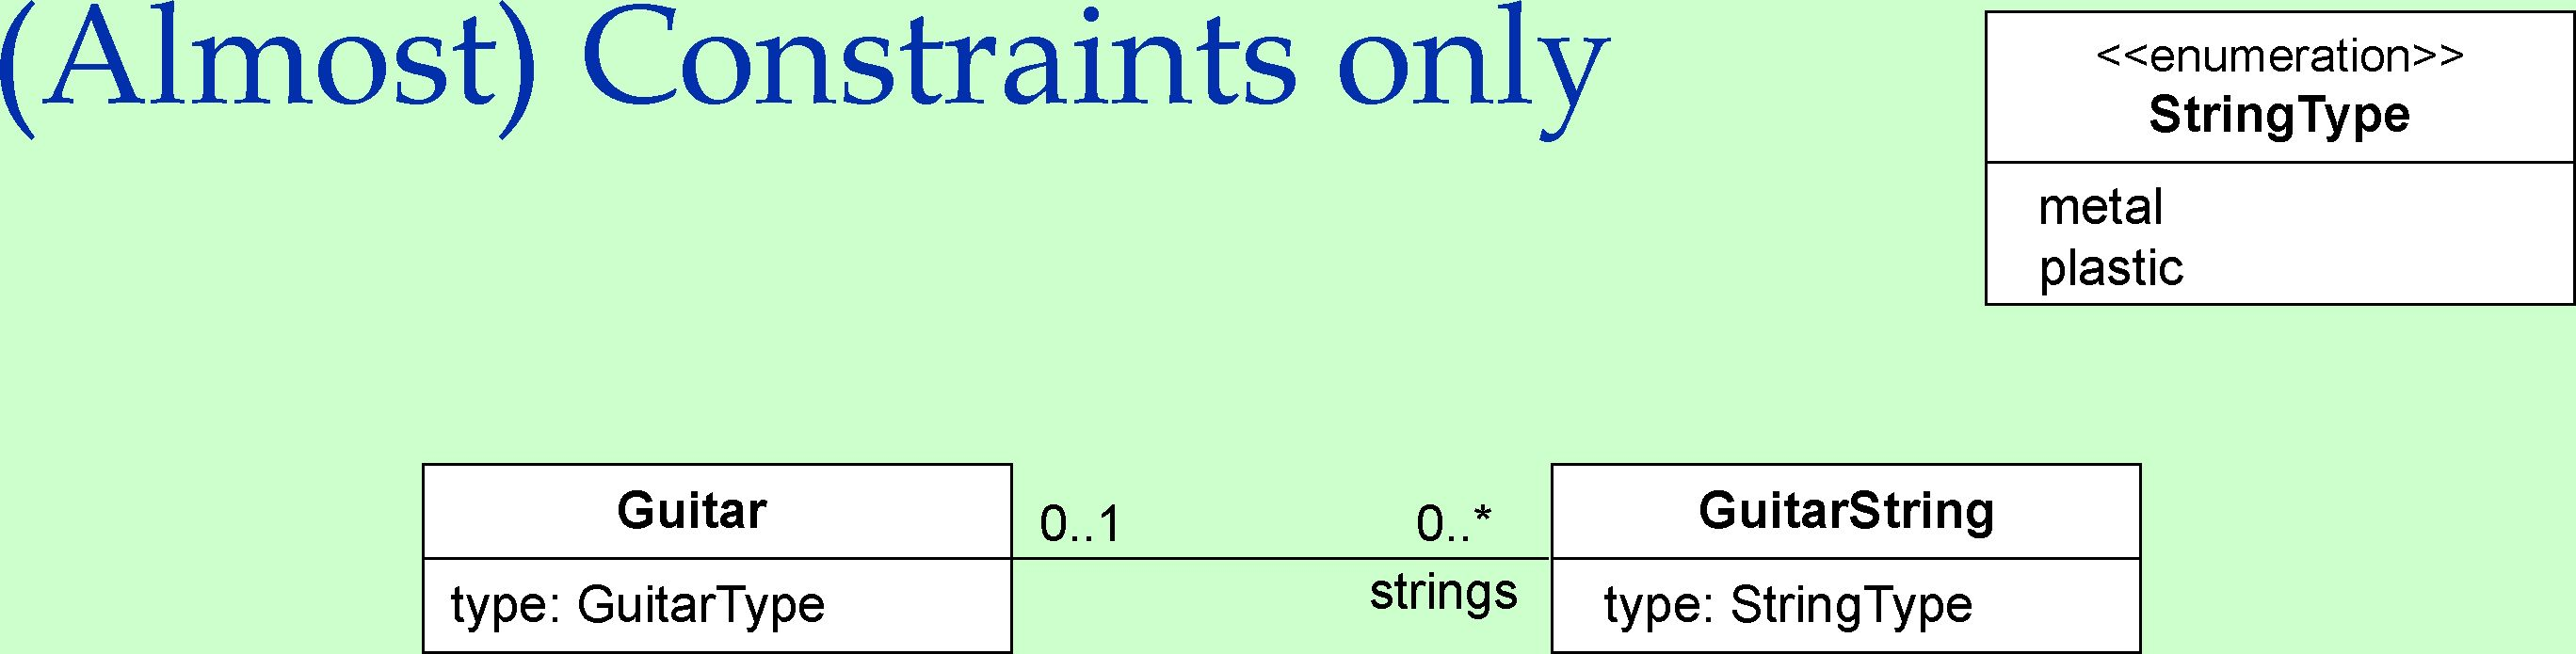 (Almost) Constraints only
<<enumeration>>
StringType
metal
plastic
Guitar
type: GuitarType
0..1
0..*
strings
GuitarString
type: StringType